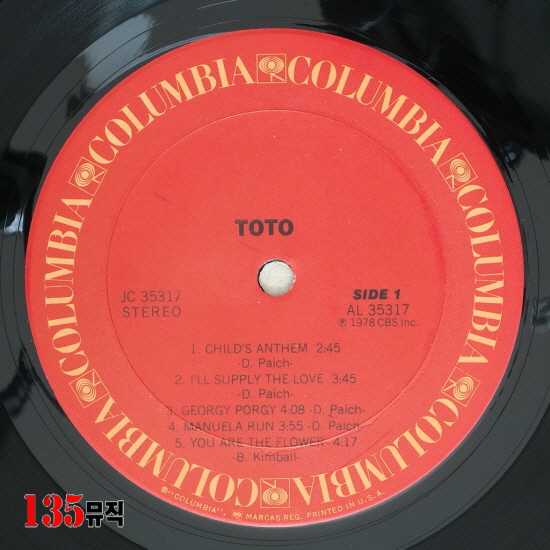 COLUMBIA COLUMBIA COLUMBIA COLUMBIA COLUMBIA COLUMBIA COLUMBIA COLUMBIA
TOTO
JC 35317
STEREO
SIDE 1
AL 35317
℗ 1978 CBS Inc.
1. CHILD'S ANTHEM 2:45
-D. Paich-
2. I'LL SUPPLY THE LOVE 3:45
-D. Paich-
3. GEORGY PORGY 4:08 -D. Paich-
4. MANUELA RUN 3:55 -D. Paich-
5. YOU ARE THE FLOWER 4:17
-B. Kimball-
® "COLUMBIA", MARCAS REG. PRINTED IN U.S.A.
135뮤직